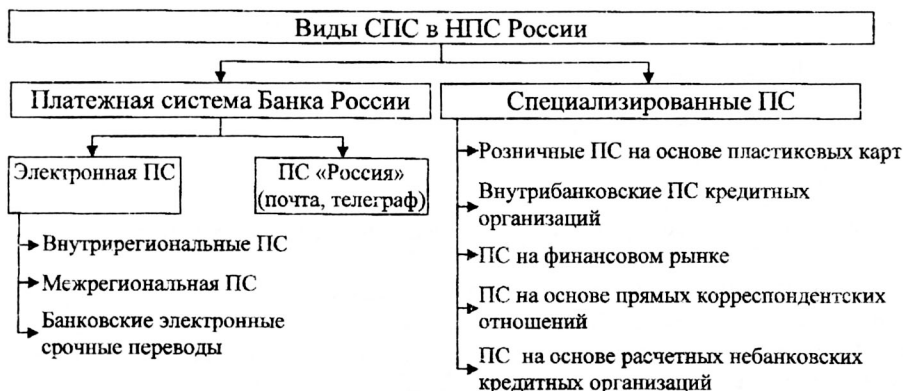 Виды СПС в НПС России
Платежная система Банка России
Специализированные ПС
Электронная ПС
ПС «Россия»
(почта, телеграф)
Внутрирегиональные ПС
Межрегиональная ПС
Банковские электронные
срочные переводы
Розничные ПС на основе пластиковых карт
Внутрибанковские ПС кредитных
организаций
ПС на финансовом рынке
ПС на основе прямых корреспондентских
отношений
ПС на основе расчетных небанковских
кредитных организаций